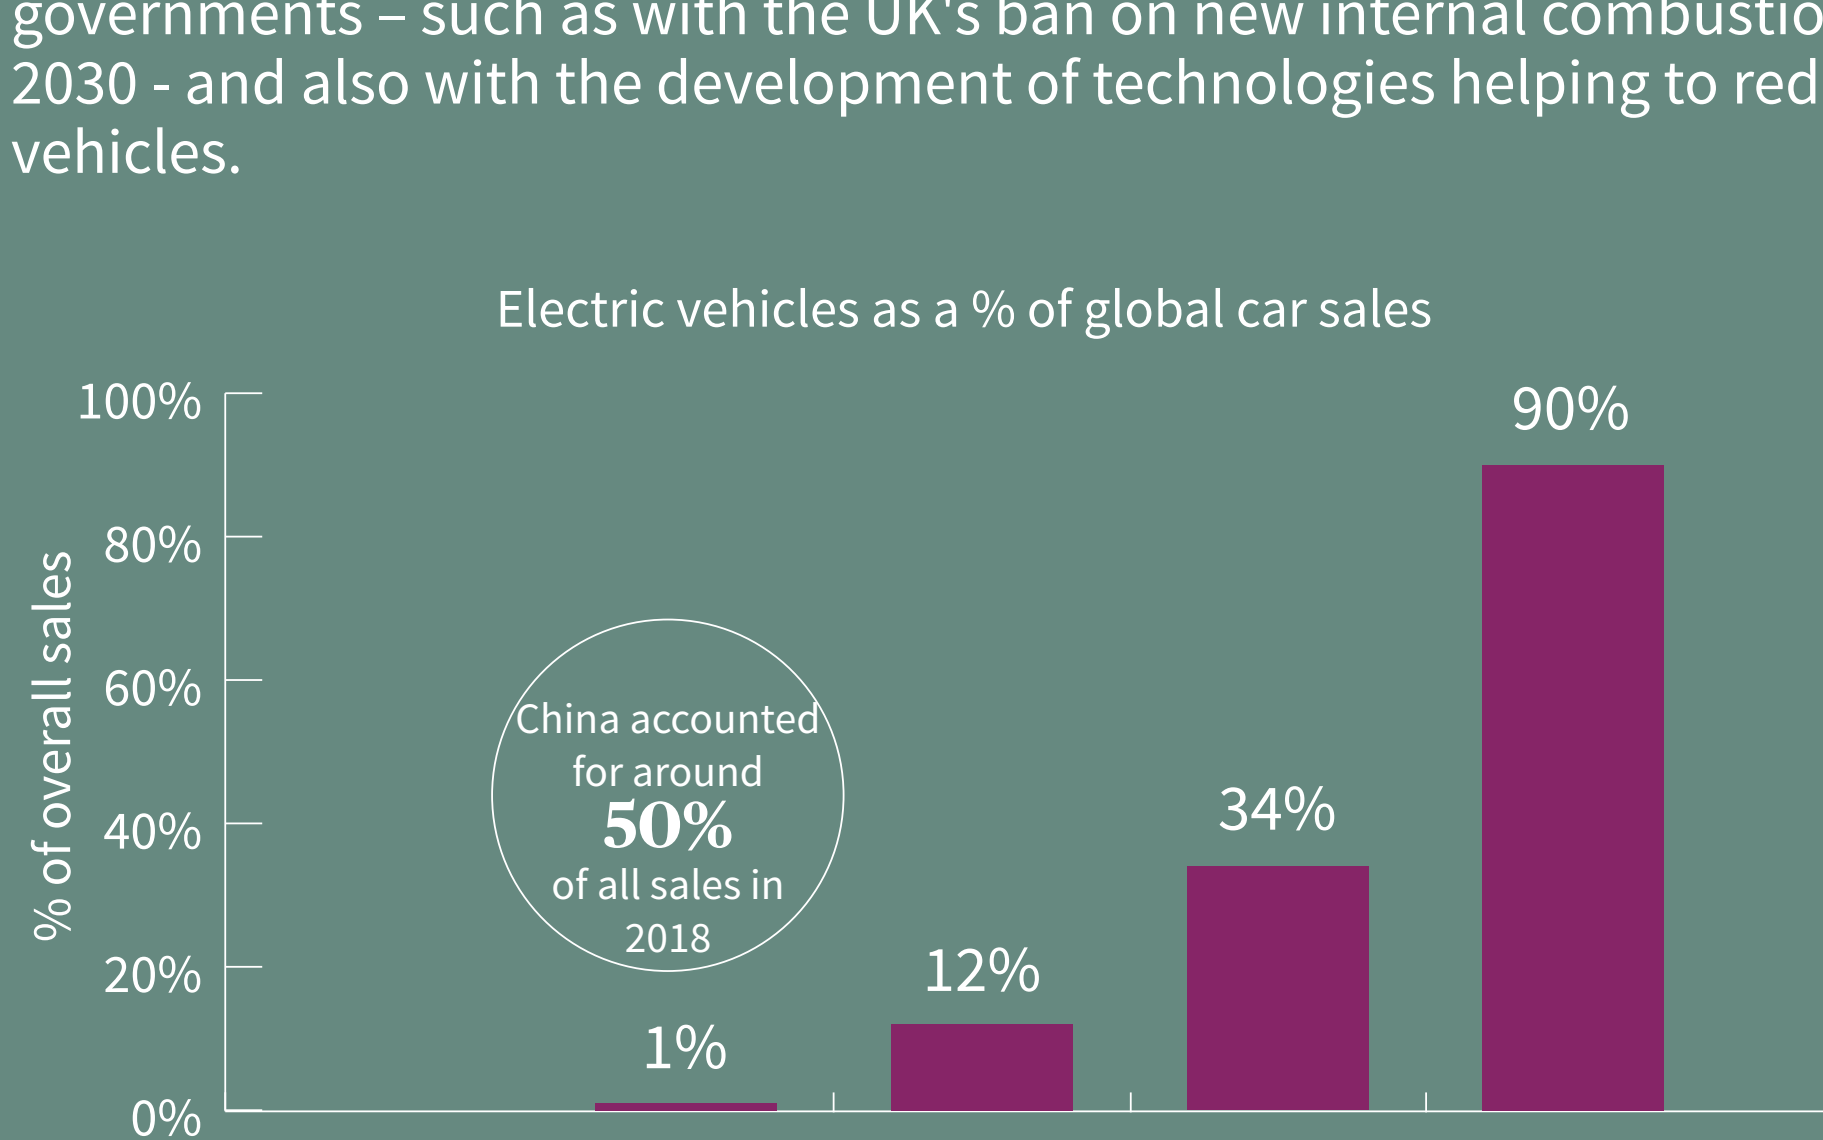 governments – such as with the UK's ban on new internal combustio
2030 - and also with the development of technologies helping to red
vehicles.
Electric vehicles as a % of global car sales
100%
80%
60%
40%
20%
0%
% of overall sales
China accounted
for around
50%
of all sales in
2018
1%
12%
34%
90%